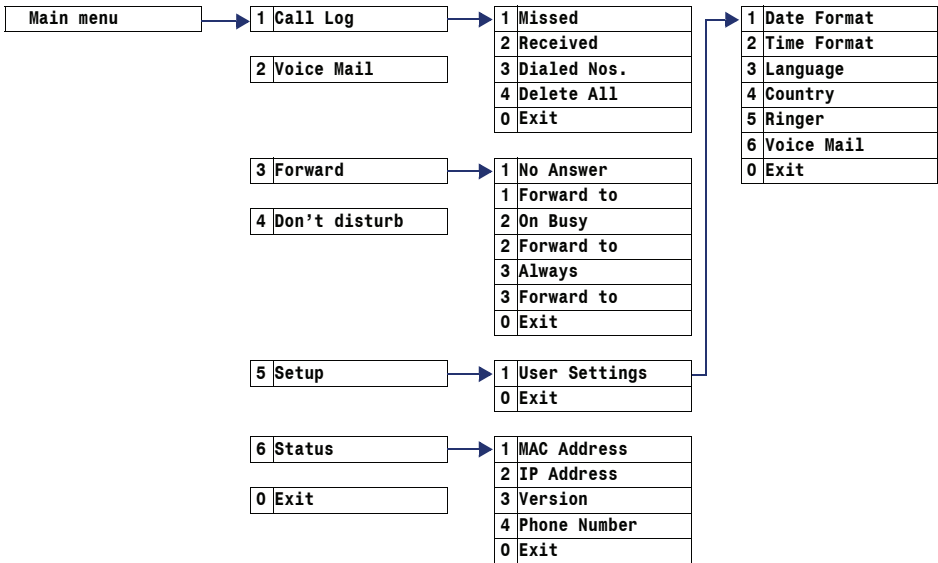 Main menu
1 Call Log
2 Voice Mail
3 Forward
4 Don't disturb
5 Setup
6 Status
0 Exit
1 Missed
2 Received
3 Dialed Nos.
4 Delete All
0 Exit
1 No Answer
1 Forward to
2 On Busy
2 Forward to
3 Always
3 Forward to
0 Exit
1 User Settings
0 Exit
1 MAC Address
2 IP Address
3 Version
4 Phone Number
0 Exit
1 Date Format
2 Time Format
3 Language
4 Country
5 Ringer
6 Voice Mail
0 Exit